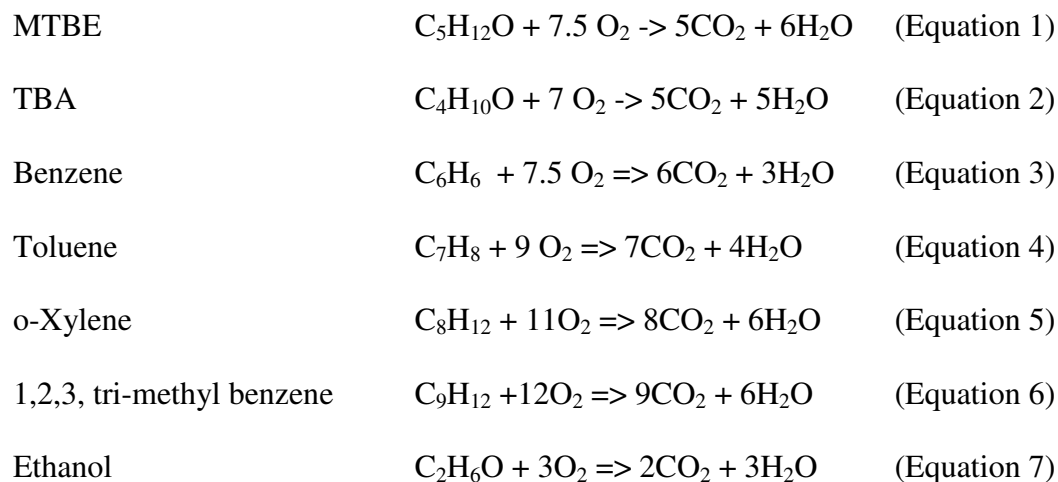 MTBE C₅H₁₂O + 7.5 O₂ -> 5CO₂ + 6H₂O (Equation 1)
TBA C₄H₁₀O + 7 O₂ -> 5CO₂ + 5H₂O (Equation 2)
Benzene C₆H₆ + 7.5 O₂ => 6CO₂ + 3H₂O (Equation 3)
Toluene C₇H₈ + 9 O₂ => 7CO₂ + 4H₂O (Equation 4)
o-Xylene C₈H₁₂ + 11O₂ => 8CO₂ + 6H₂O (Equation 5)
1,2,3, tri-methyl benzene C₉H₁₂ +12O₂ => 9CO₂ + 6H₂O (Equation 6)
Ethanol C₂H₆O + 3O₂ => 2CO₂ + 3H₂O (Equation 7)